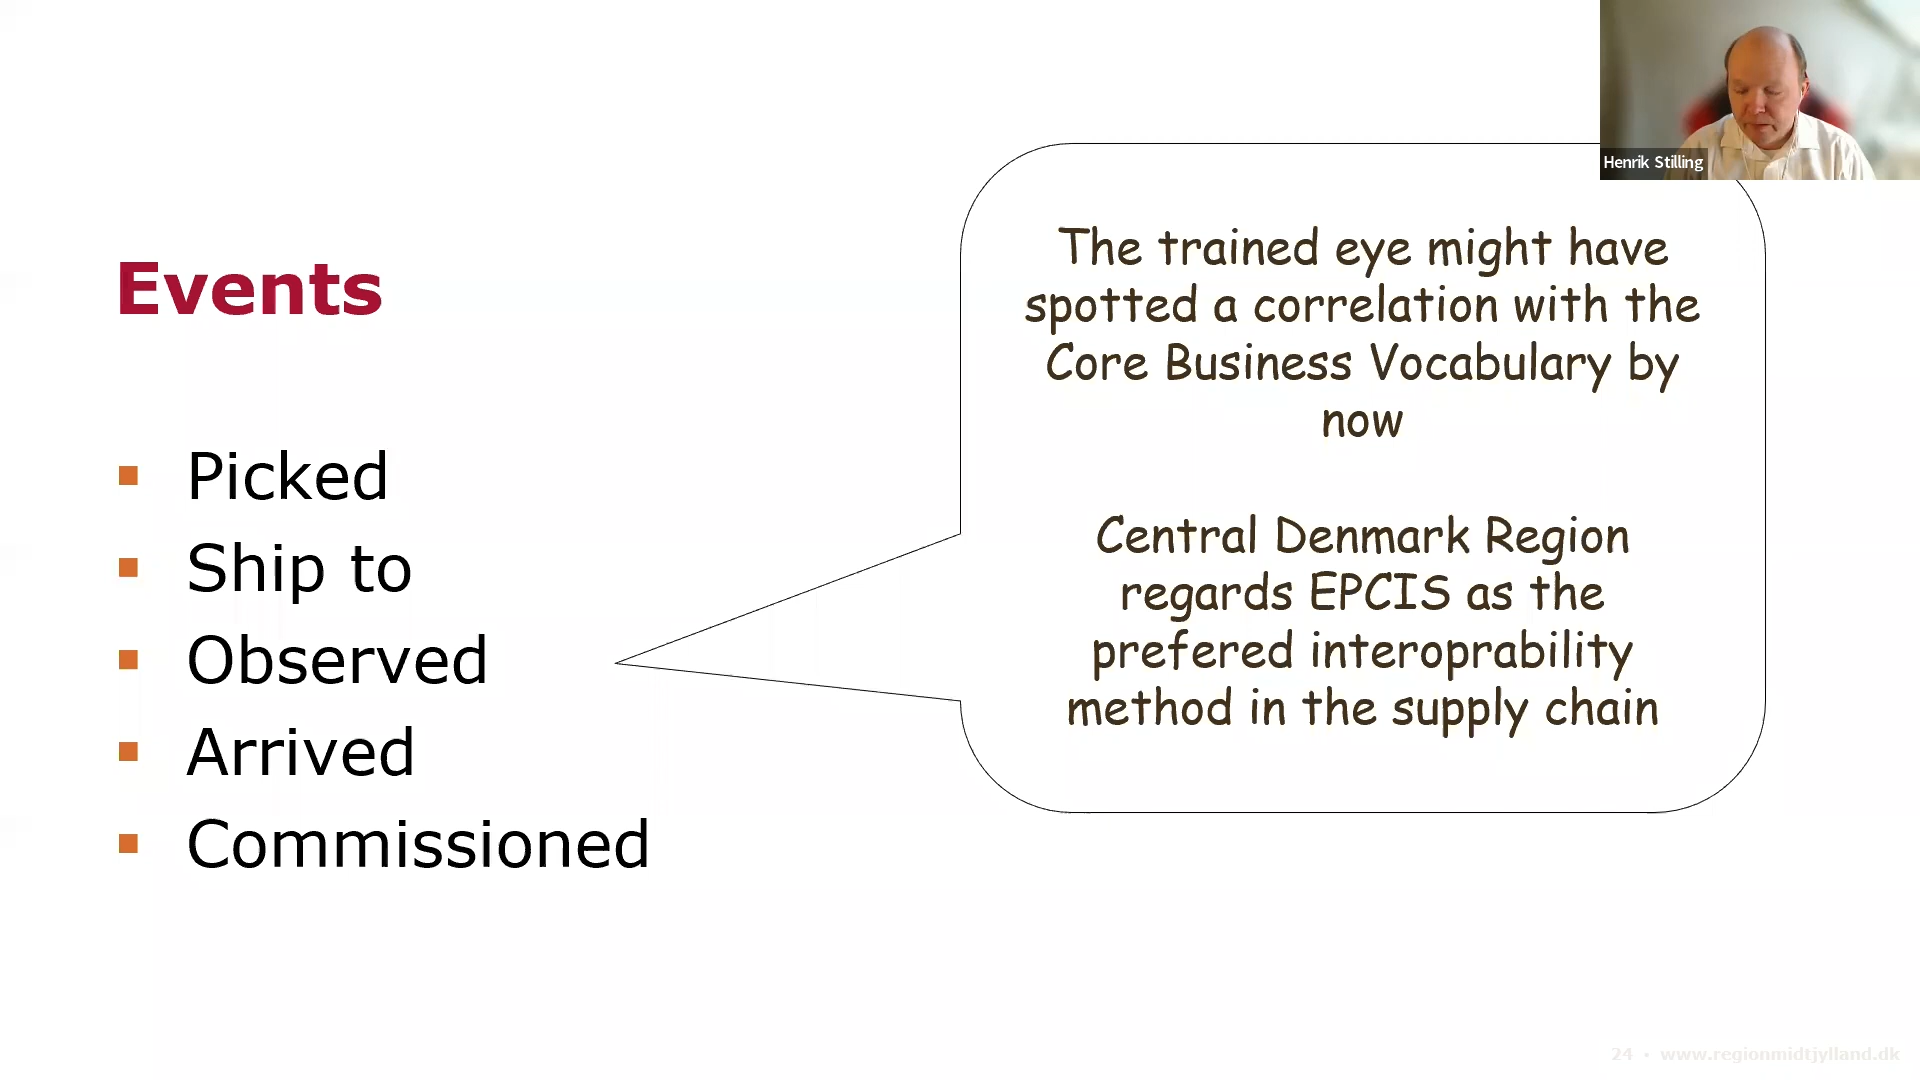 Henrik Stilling
Events
Picked
Ship to
Observed
Arrived
Commissioned
The trained eye might have
spotted a correlation with the
Core Business Vocabulary by
now
Central Denmark Region
regards EPCIS as the
prefered interoprability
method in the supply chain
24 • www.regionmidtjylland.dk